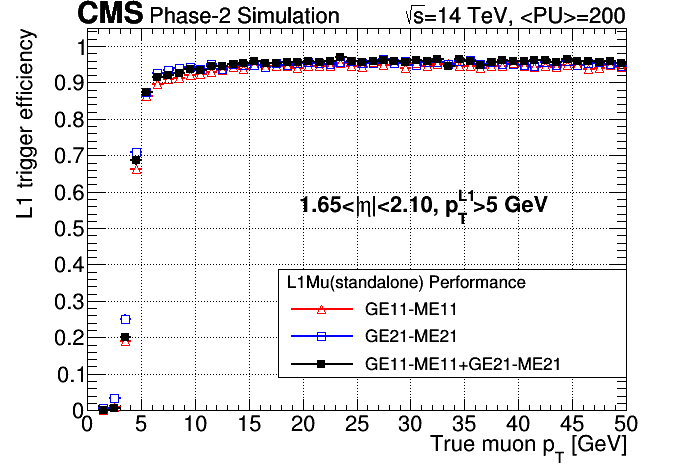 CMS Phase-2 Simulation √s=14 TeV, <PU>=200
L1 trigger efficiency
1
0.9
0.8
0.7
0.6
0.5
0.4
0.3
0.2
0.1
0
1.65<|η|<2.10, p_T^L1>5 GeV
L1Mu(standalone) Performance
GE11-ME11
GE21-ME21
GE11-ME11+GE21-ME21
0 5 10 15 20 25 30 35 40 45 50
True muon p_T [GeV]